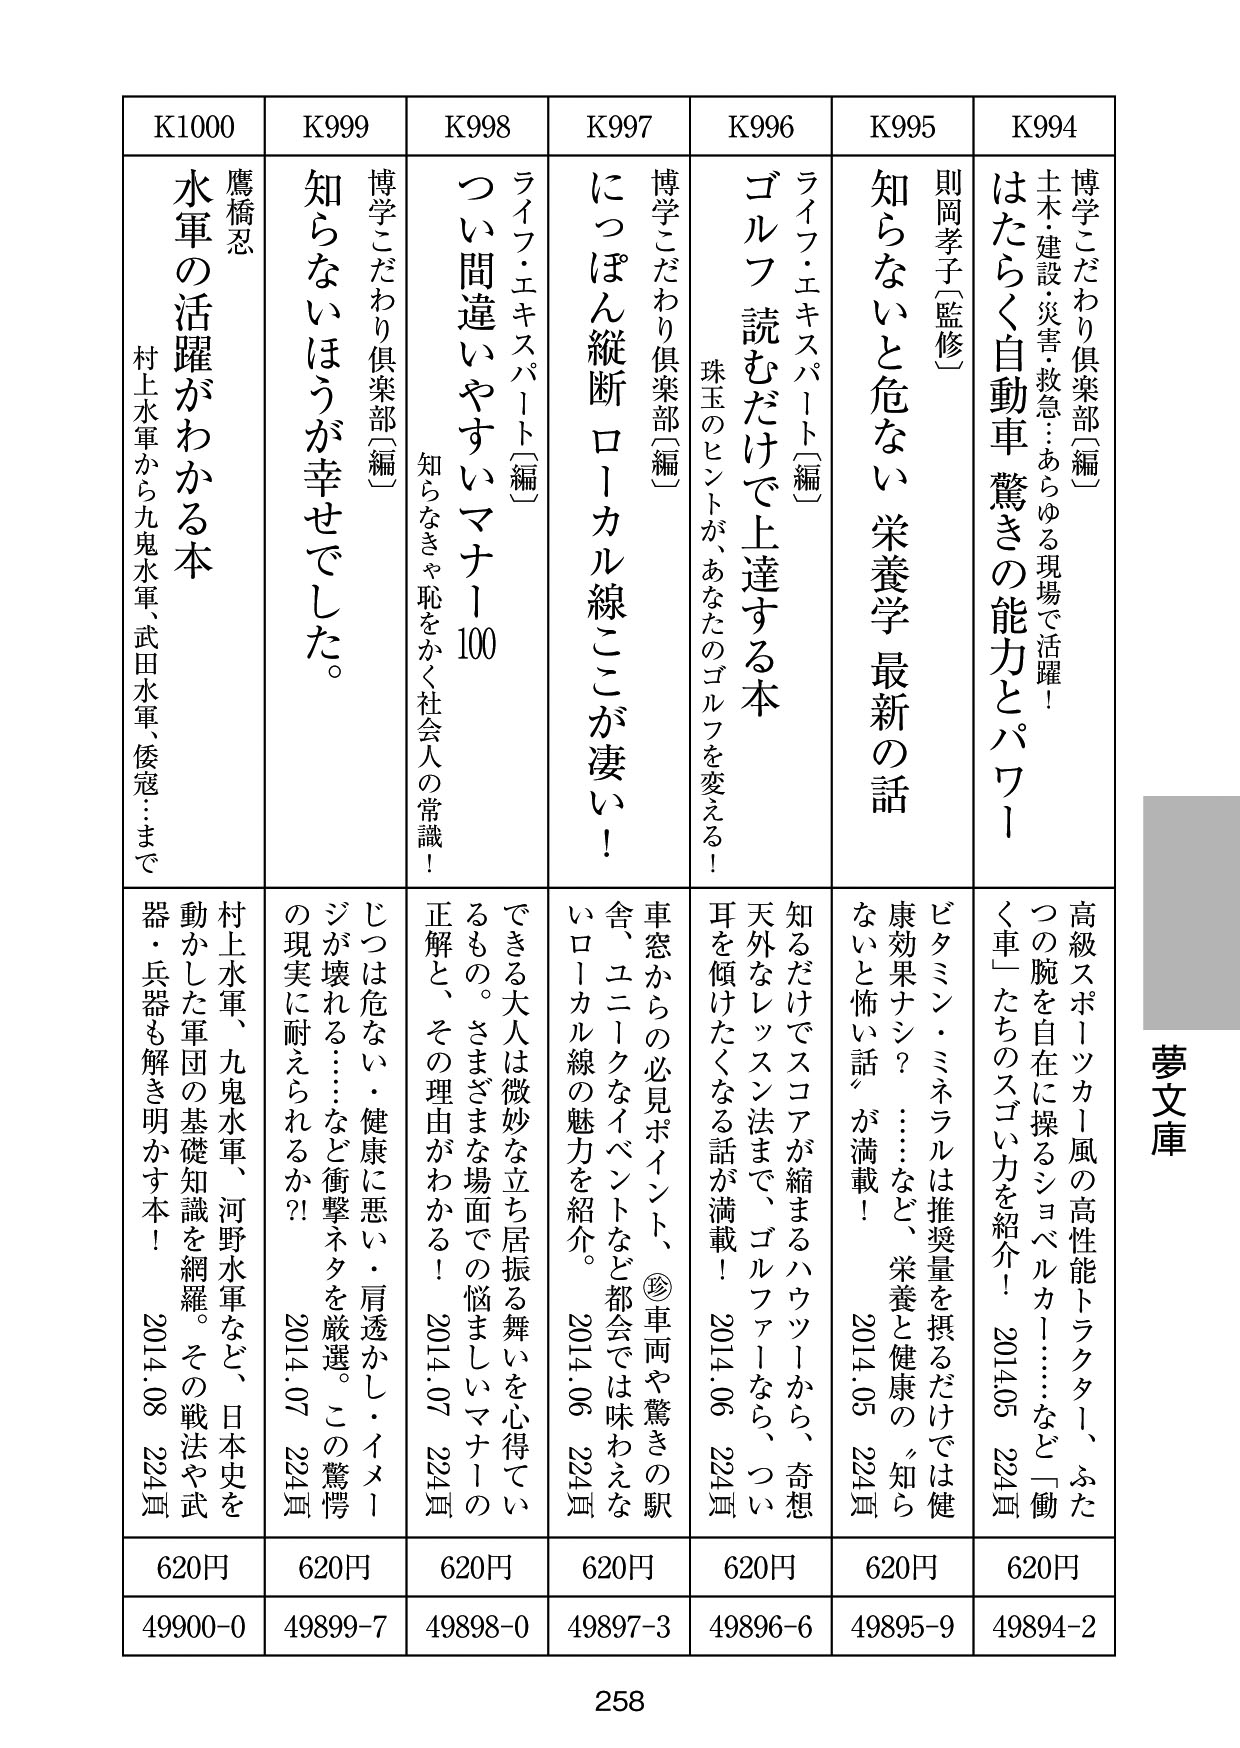 夢文庫
K994
博学こだわり倶楽部〔編〕
土木・建設・災害・救急…あらゆる現場で活躍！
はたらく自動車 驚きの能力とパワー
高級スポーツカー風の高性能トラクター、ふた
つの腕を自在に操るショベルカー……など「働
く車」たちのスゴい力を紹介！ 2014.05 224頁
620円
49894-2
K995
則岡孝子〔監修〕
知らないと危ない 栄養学 最新の話
ビタミン・ミネラルは推奨量を摂るだけでは健
康効果ナシ？ ……など、栄養と健康の〝知ら
ないと怖い話〟が満載！ 2014.05 224頁
620円
49895-9
K996
ライフ・エキスパート〔編〕
ゴルフ 読むだけで上達する本
珠玉のヒントが、あなたのゴルフを変える！
知るだけでスコアが縮まるハウツーから、奇想
天外なレッスン法まで、ゴルファーなら、つい
耳を傾けたくなる話が満載！ 2014.06 224頁
620円
49896-6
K997
博学こだわり倶楽部〔編〕
にっぽん縦断 ローカル線ここが凄い！
車窓からの必見ポイント、㊩車両や驚きの駅
舎、ユニークなイベントなど都会では味わえな
いローカル線の魅力を紹介。 2014.06 224頁
620円
49897-3
K998
ライフ・エキスパート〔編〕
つい間違いやすいマナー100
知らなきゃ恥をかく社会人の常識！
できる大人は微妙な立ち居振る舞いを心得てい
るもの。さまざまな場面での悩ましいマナーの
正解と、その理由がわかる！ 2014.07 224頁
620円
49898-0
K999
博学こだわり倶楽部〔編〕
知らないほうが幸せでした。
じつは危ない・健康に悪い・肩透かし・イメー
ジが壊れる……など衝撃ネタを厳選。この驚愕
の現実に耐えられるか?!  2014.07 224頁
620円
49899-7
K1000
鷹橋忍
水軍の活躍がわかる本
村上水軍から九鬼水軍、武田水軍、倭寇…まで
村上水軍、九鬼水軍、河野水軍など、日本史を
動かした軍団の基礎知識を網羅。その戦法や武
器・兵器も解き明かす本！ 2014.08 224頁
620円
49900-0
258